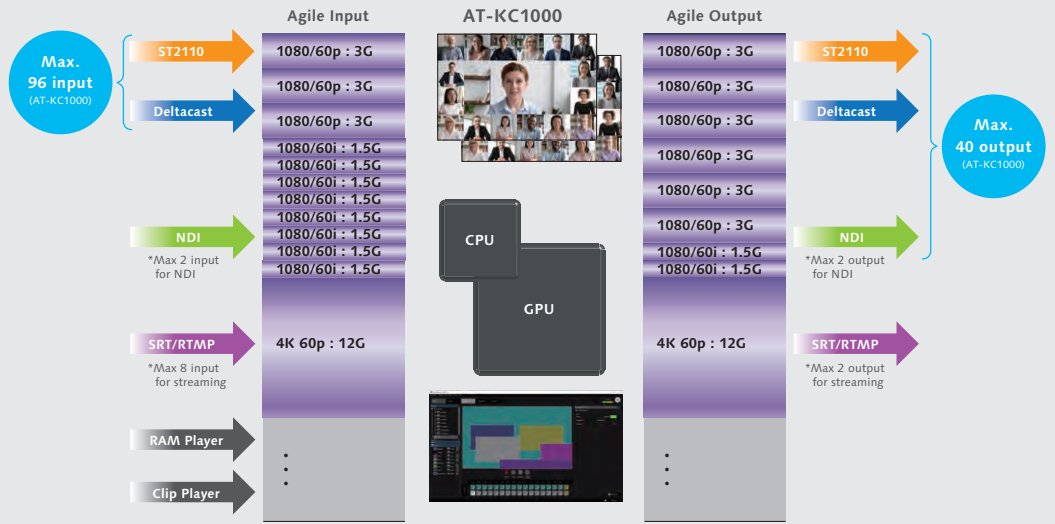 Agile Input
AT-KC1000
Agile Output
Max.
96 input
(AT-KC1000)
ST2110
Deltacast
NDI
*Max 2 input
for NDI
SRT/RTMP
*Max 8 input
for streaming
RAM Player
Clip Player
1080/60p : 3G
1080/60p : 3G
1080/60p : 3G
1080/60i : 1.5G
1080/60i : 1.5G
1080/60i : 1.5G
1080/60i : 1.5G
1080/60i : 1.5G
1080/60i : 1.5G
1080/60i : 1.5G
1080/60i : 1.5G
4K 60p : 12G
CPU
GPU
1080/60p : 3G
1080/60p : 3G
1080/60p : 3G
1080/60p : 3G
1080/60p : 3G
1080/60p : 3G
1080/60i : 1.5G
1080/60i : 1.5G
4K 60p : 12G
ST2110
Deltacast
NDI
*Max 2 output
for NDI
SRT/RTMP
*Max 2 output
for streaming
Max.
40 output
(AT-KC1000)